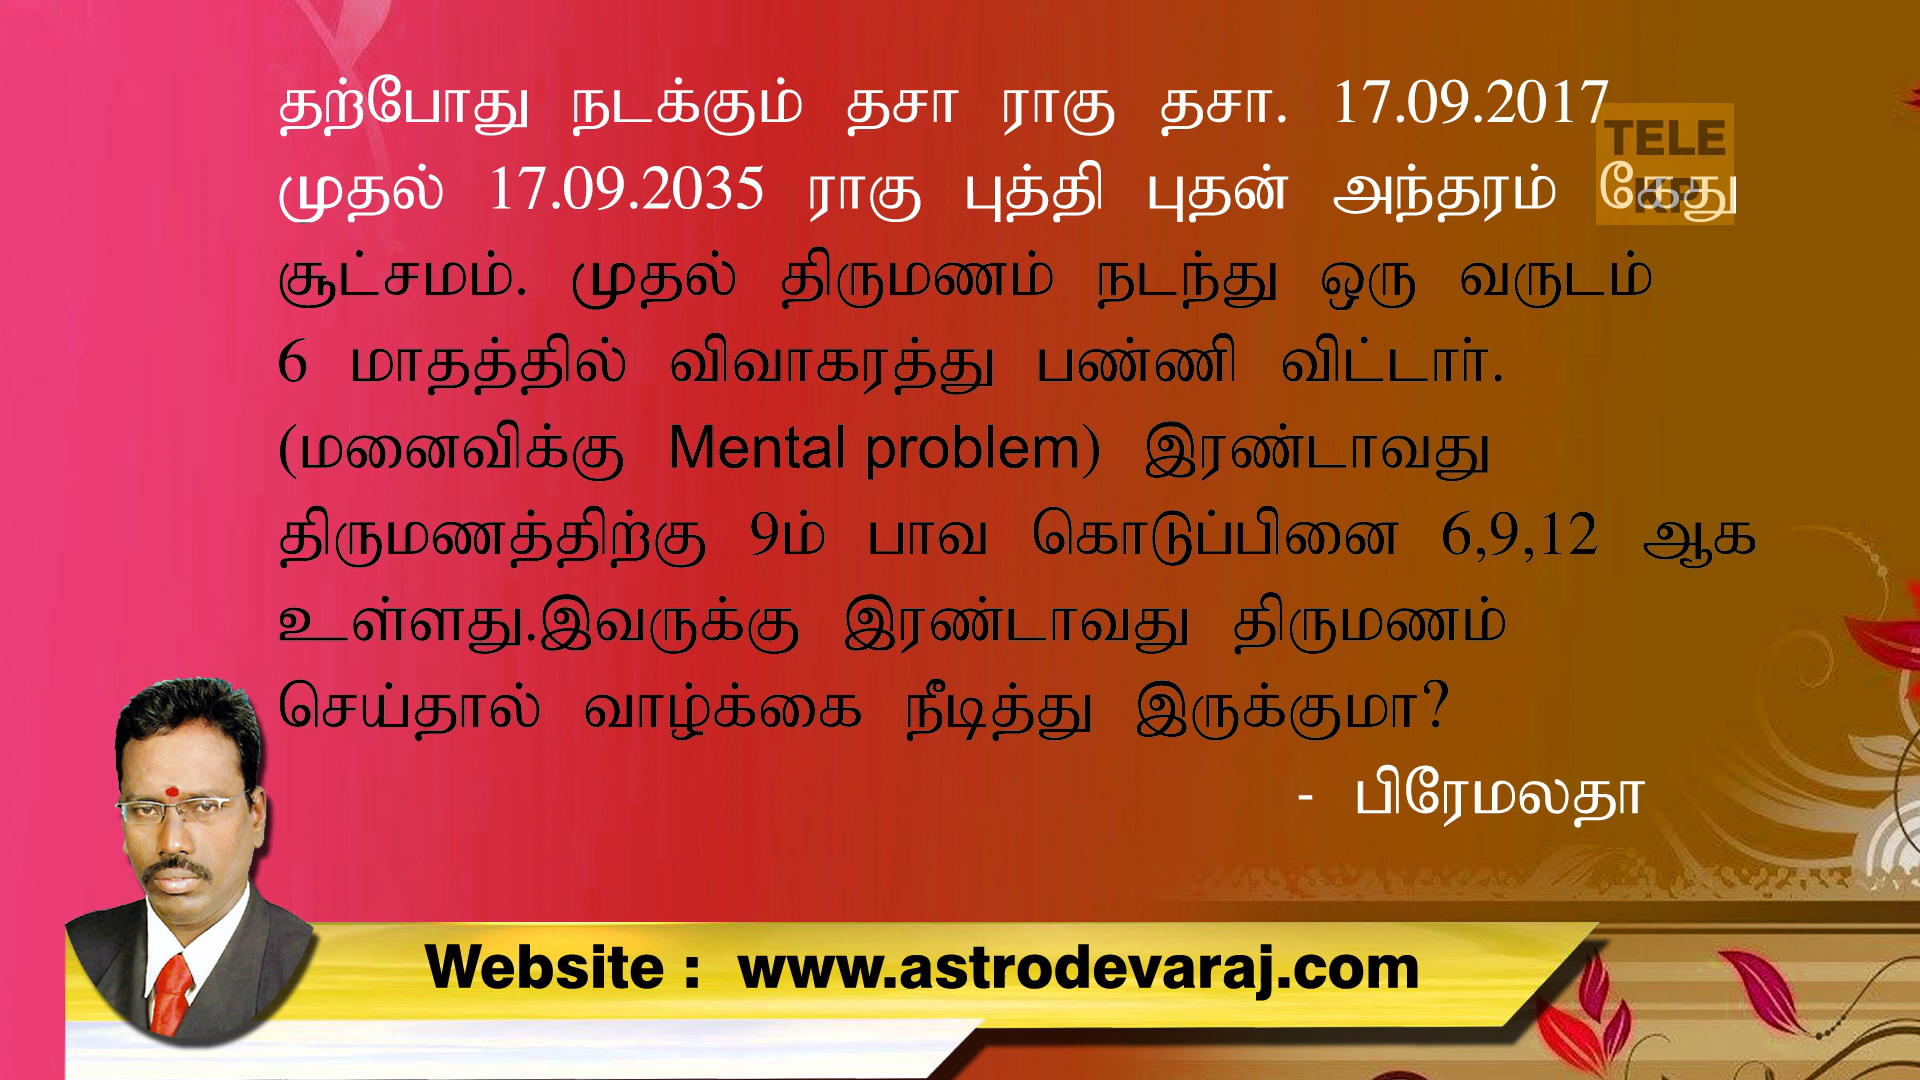 தற்போது நடக்கும் தசா ராகு தசா. 17.09.2017
TELE
KP
முதல் 17.09.2035 ராகு புத்தி புதன் அந்தரம் கேது
சூட்சமம். முதல் திருமணம் நடந்து ஒரு வருடம்
6 மாதத்தில் விவாகரத்து பண்ணி விட்டார்.
(மனைவிக்கு Mental problem) இரண்டாவது
திருமணத்திற்கு 9ம் பாவ கொடுப்பினை 6,9,12 ஆக
உள்ளது.இவருக்கு இரண்டாவது திருமணம்
செய்தால் வாழ்க்கை நீடித்து இருக்குமா?
- பிரேமலதா
Website : www.astrodevaraj.com